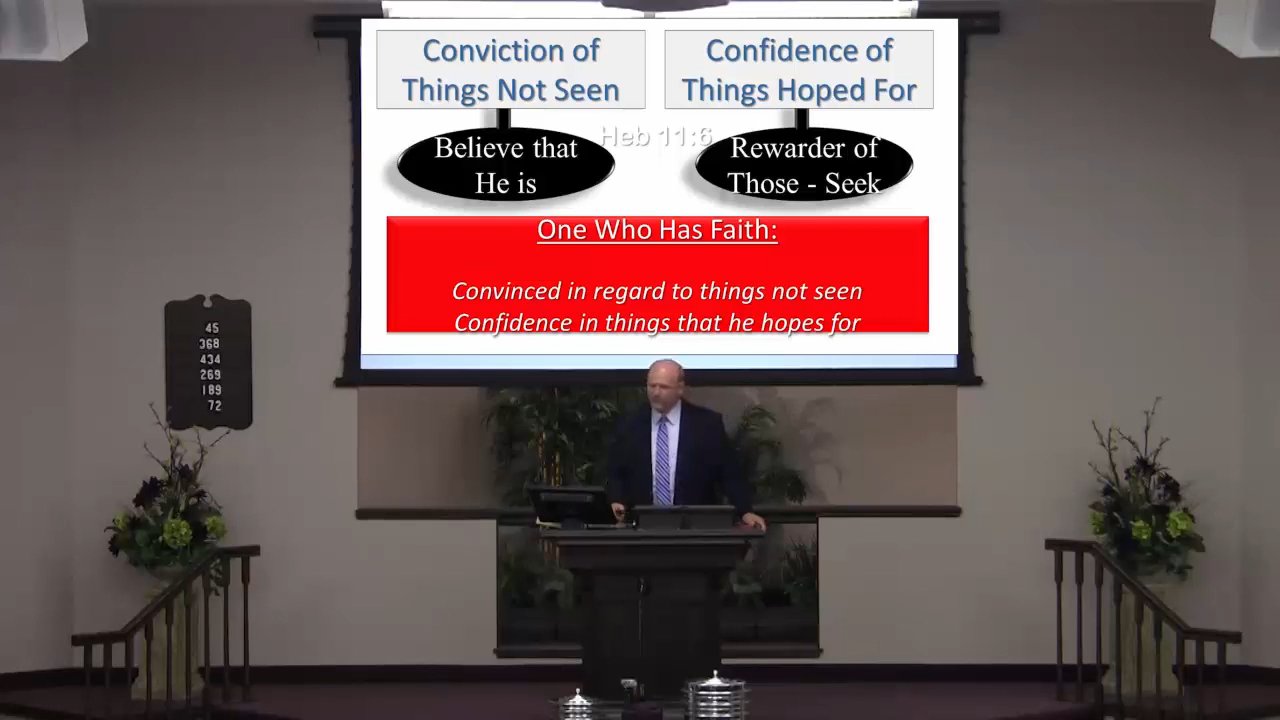 Conviction of
Things Not Seen
Confidence of
Things Hoped For
Heb 11:6
Believe that
He is
Rewarder of
Those - Seek
One Who Has Faith:
Convinced in regard to things not seen
Confidence in things that he hopes for
45
368
434
269
189
72